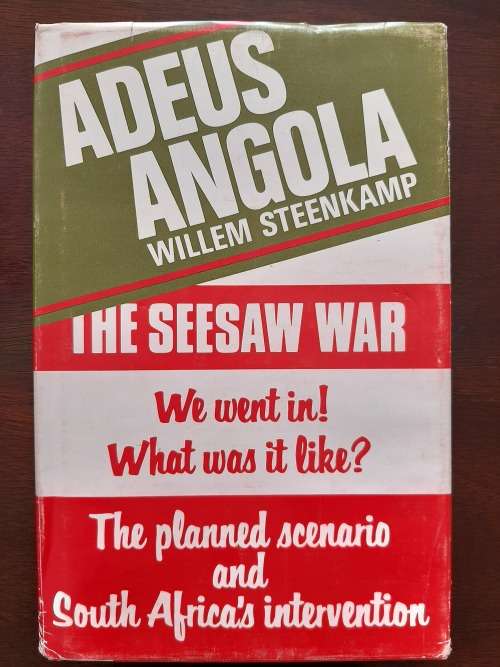 ADEUS
ANGOLA
WILLEM STEENKAMP
THE SEESAW WAR
We went in!
What was it like?
The planned scenario
and
South Africa's intervention